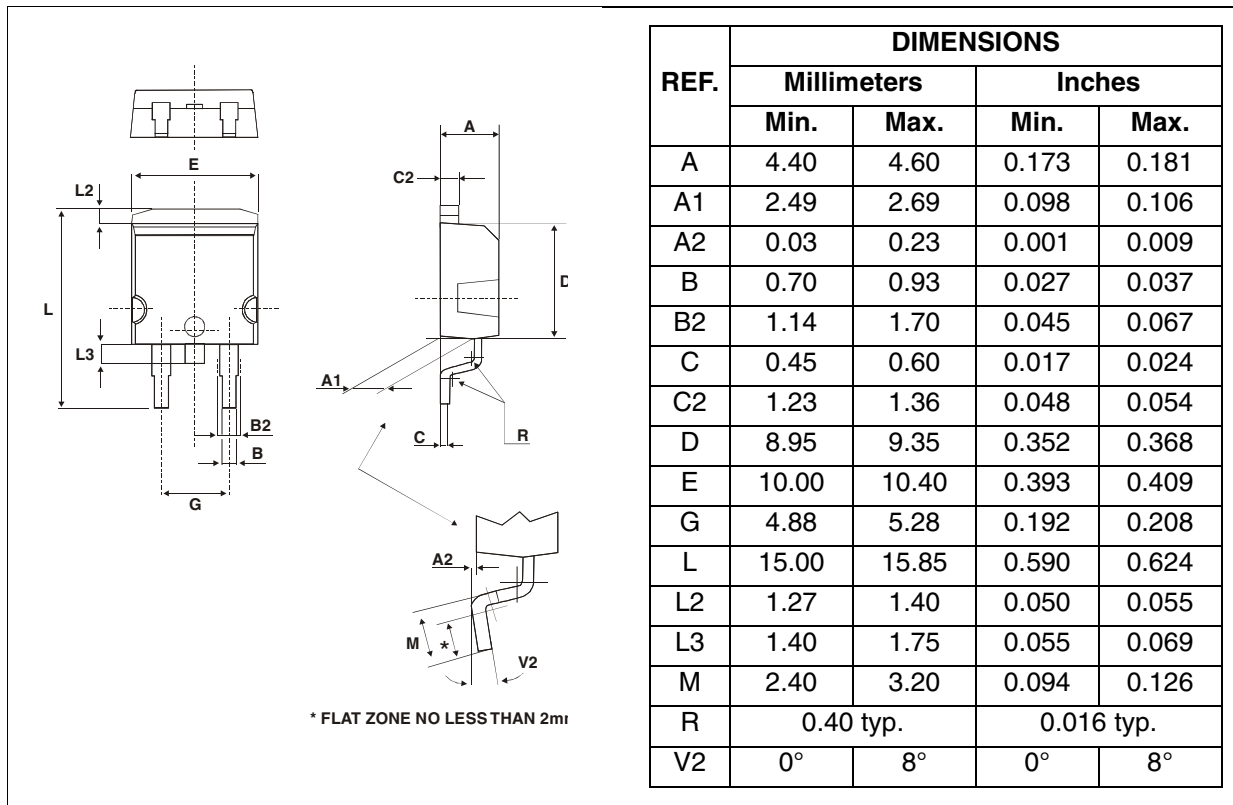 E
L2
L
L3
B2
B
G
A
C2
D
A1
C
R
A2
M
*
V2
* FLAT ZONE NO LESS THAN
REF. DIMENSIONS
Millimeters Inches
Min. Max. Min. Max.
A 4.40 4.60 0.173 0.181
A1 2.49 2.69 0.098 0.106
A2 0.03 0.23 0.001 0.009
B 0.70 0.93 0.027 0.037
B2 1.14 1.70 0.045 0.067
C 0.45 0.60 0.017 0.024
C2 1.23 1.36 0.048 0.054
D 8.95 9.35 0.352 0.368
E 10.00 10.40 0.393 0.409
G 4.88 5.28 0.192 0.208
L 15.00 15.85 0.590 0.624
L2 1.27 1.40 0.050 0.055
L3 1.40 1.75 0.055 0.069
M 2.40 3.20 0.094 0.126
R 0.40 typ. 0.016 typ.
V2 0° 8° 0° 8°